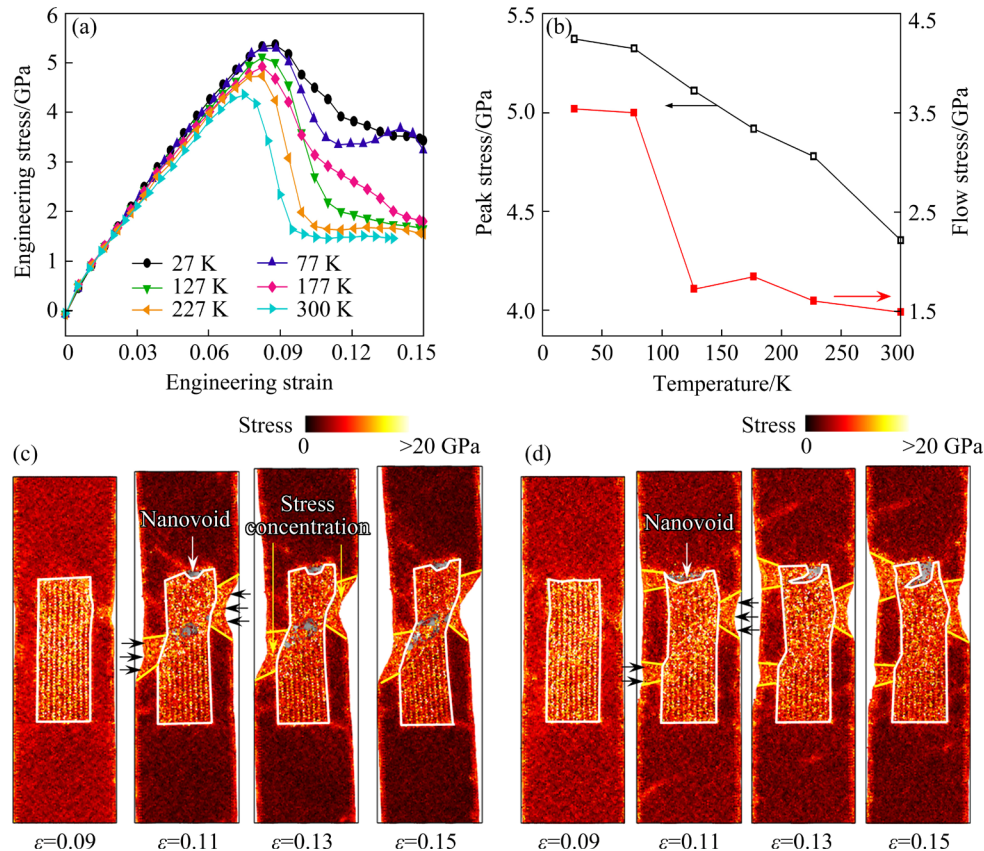 (a)
6
5
4
3
2
1
0
Engineering stress/GPa
27 K
77 K
127 K
177 K
227 K
300 K
0
0.03
0.06
0.09
0.12
0.15
Engineering strain
(b)
5.5
5.0
4.5
4.0
Peak stress/GPa
4.5
3.5
2.5
1.5
Flow stress/GPa
0
50
100
150
200
250
300
Temperature/K
(c)
Stress
0
>20 GPa
Nanovoid
Stress
concentration
ε=0.09
ε=0.11
ε=0.13
ε=0.15
(d)
Stress
0
>20 GPa
Nanovoid
ε=0.09
ε=0.11
ε=0.13
ε=0.15